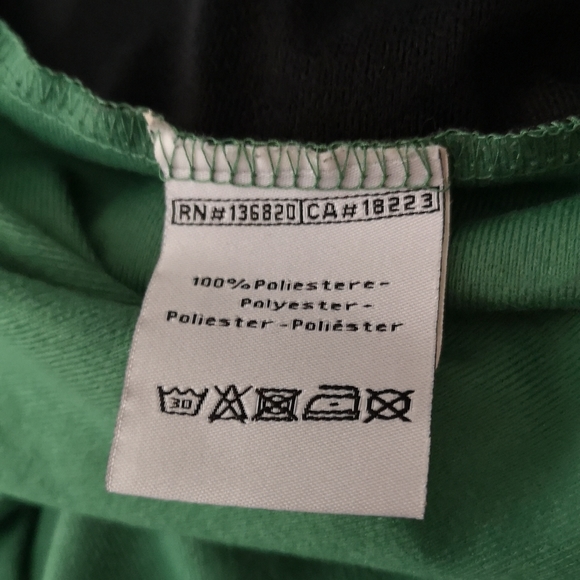 RN#136820 CA#18223
100%Poliestere-
Polyester-
Poliester-Poliéster
30